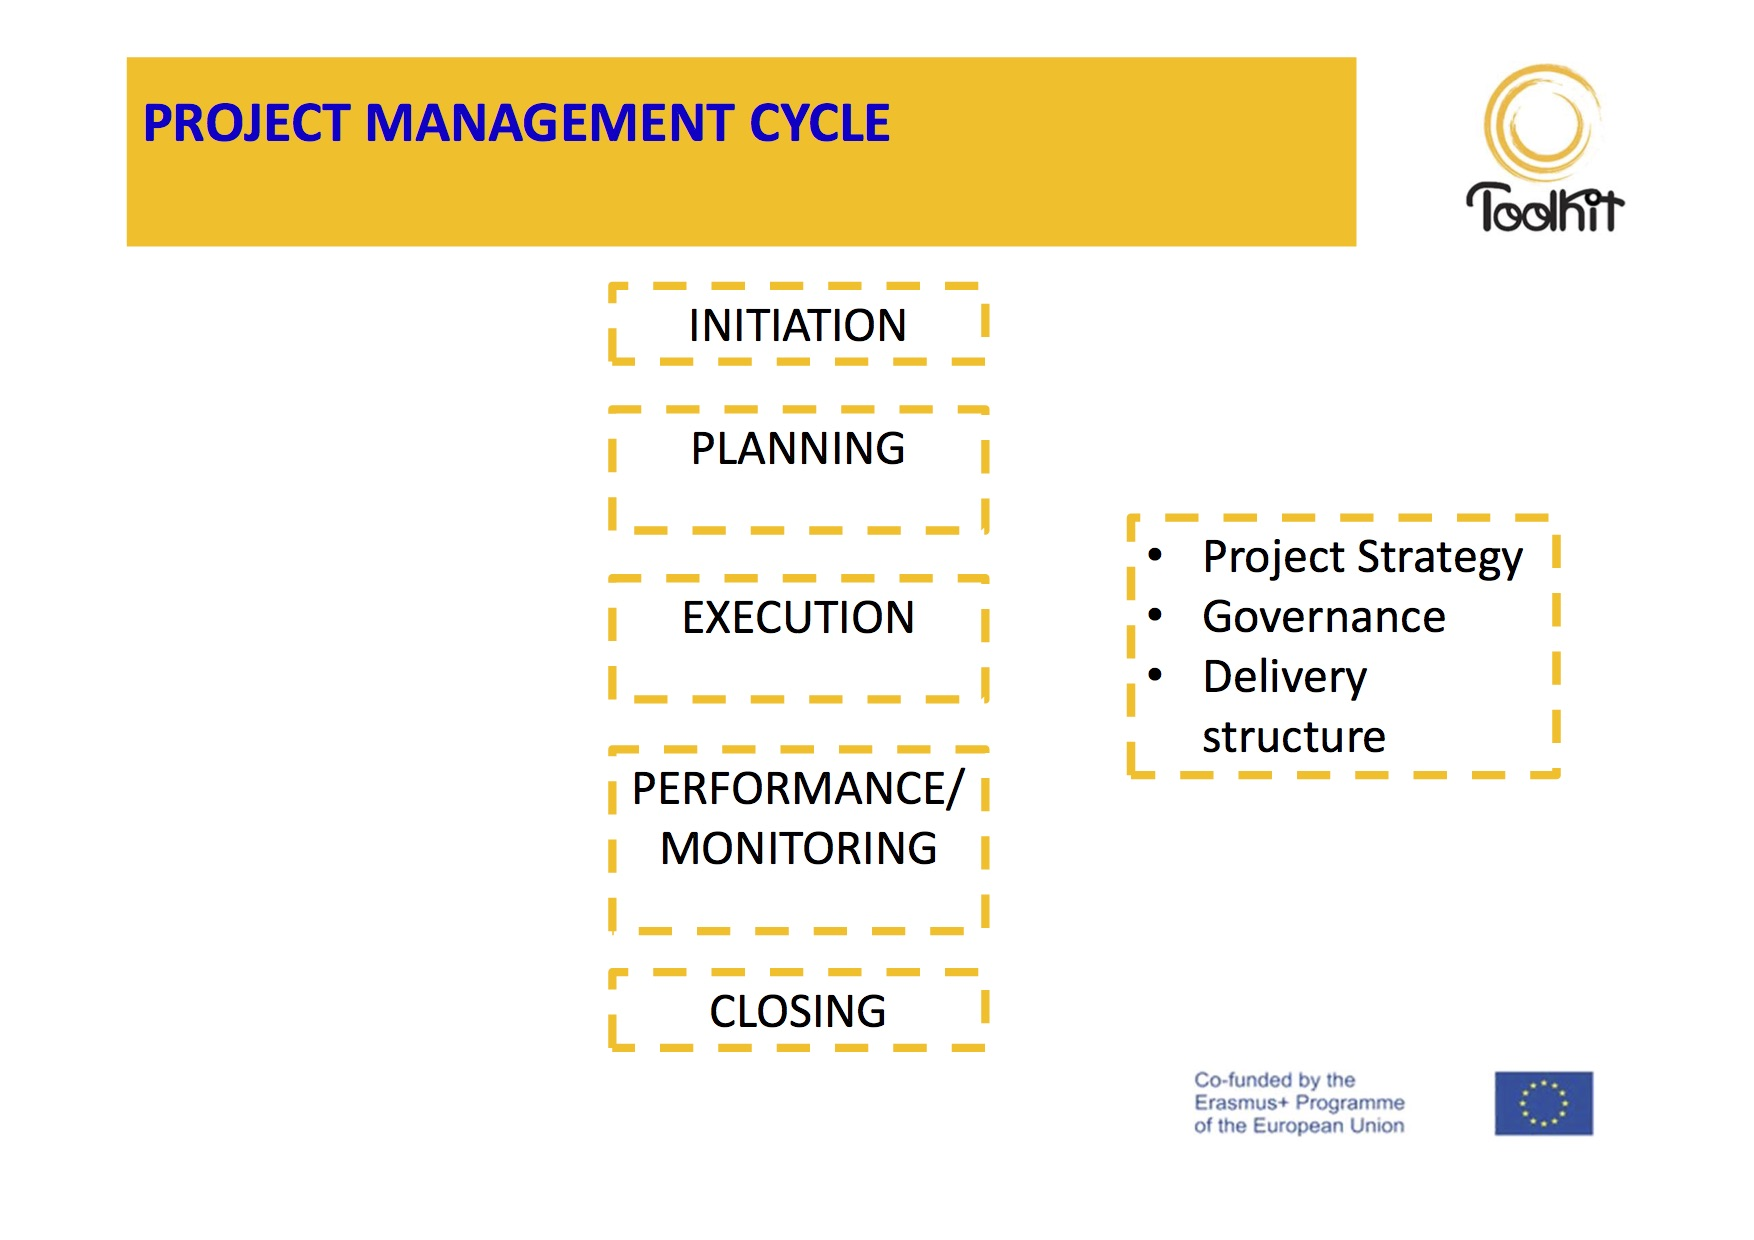 PROJECT MANAGEMENT CYCLE
Toolkit
INITIATION
PLANNING
EXECUTION
PERFORMANCE/
MONITORING
CLOSING
• Project Strategy
• Governance
• Delivery
structure
Co-funded by the
Erasmus+ Programme
of the European Union